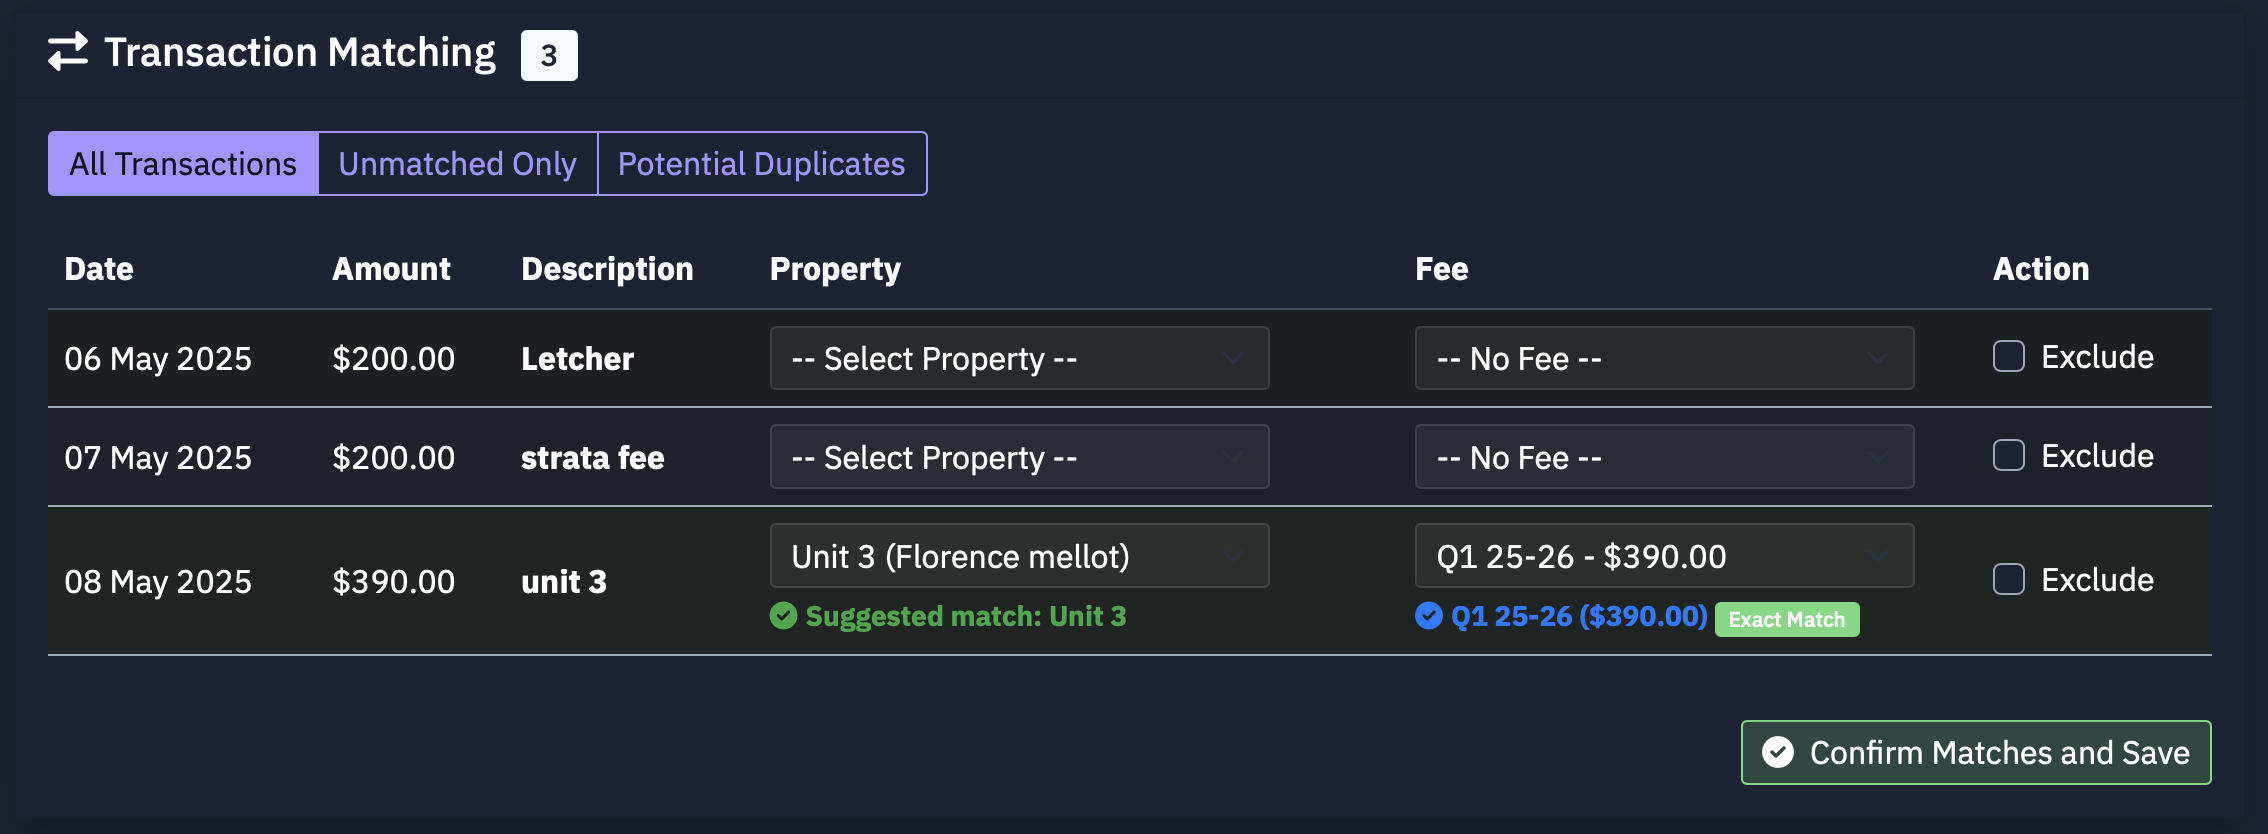 Transaction Matching 3
All Transactions Unmatched Only Potential Duplicates
Date Amount Description Property Fee Action
06 May 2025 $200.00 Letcher -- Select Property -- -- No Fee -- Exclude
07 May 2025 $200.00 strata fee -- Select Property -- -- No Fee -- Exclude
08 May 2025 $390.00 unit 3 Unit 3 (Florence mellot) Q1 25-26 - $390.00 Exclude
Suggested match: Unit 3 Q1 25-26 ($390.00) Exact Match
Confirm Matches and Save